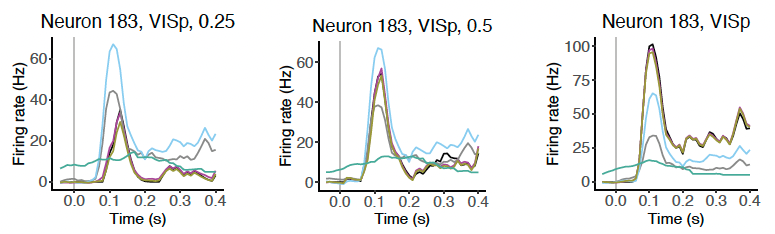 Neuron 183, VISp, 0.25
Firing rate (Hz)
60
40
20
0
0.0 0.1 0.2 0.3 0.4
Time (s)
Neuron 183, VISp, 0.5
Firing rate (Hz)
60
40
20
0
0.0 0.1 0.2 0.3 0.4
Time (s)
Neuron 183, VISp
Firing rate (Hz)
100
75
50
25
0
0.0 0.1 0.2 0.3 0.4
Time (s)